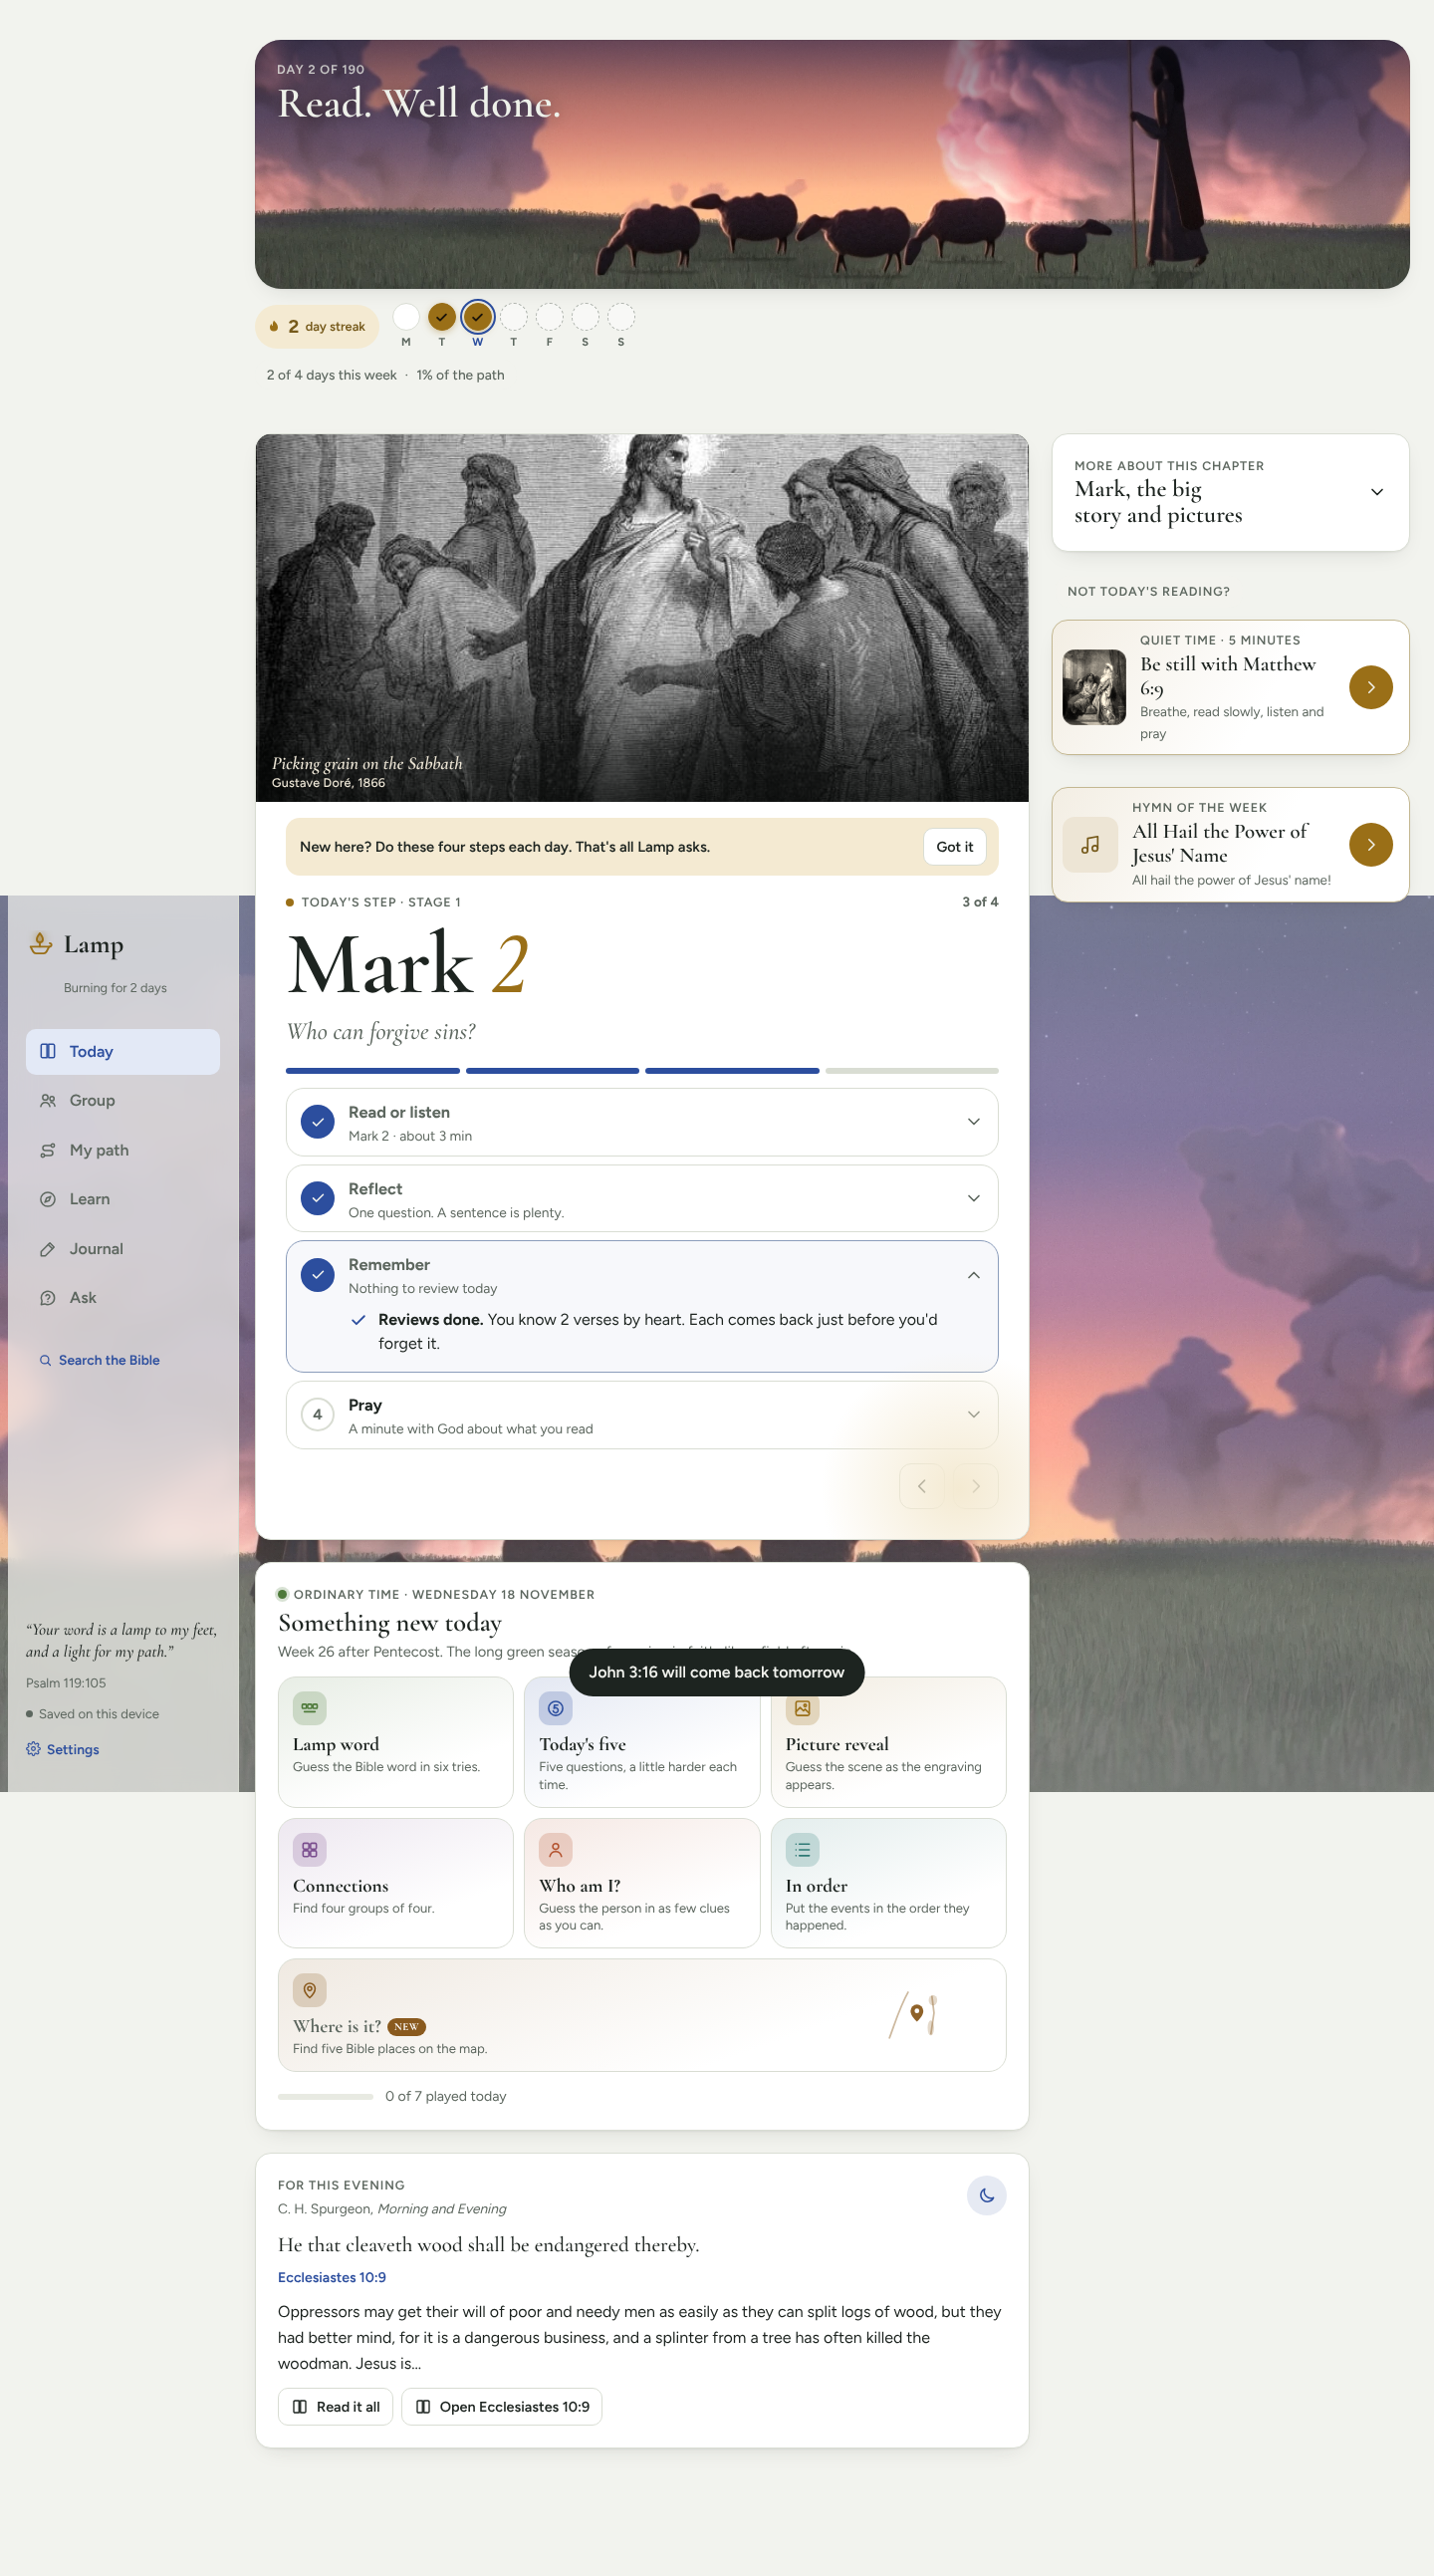 DAY 2 OF 190
Read. Well done.
2 day streak
M T W T F S S
2 of 4 days this week · 1% of the path
Picking grain on the Sabbath
Gustave Doré, 1866
New here? Do these four steps each day. That's all Lamp asks.
Got it
TODAY'S STEP · STAGE 1
3 of 4
Mark 2
Who can forgive sins?
Read or listen
Mark 2 · about 3 min
Reflect
One question. A sentence is plenty.
Remember
Nothing to review today
Reviews done. You know 2 verses by heart. Each comes back just before you'd
forget it.
4
Pray
A minute with God about what you read
MORE ABOUT THIS CHAPTER
Mark, the big
story and pictures
NOT TODAY'S READING?
QUIET TIME · 5 MINUTES
Be still with Matthew
6:9
Breathe, read slowly, listen and
pray
HYMN OF THE WEEK
All Hail the Power of
Jesus' Name
All hail the power of Jesus' name!
Lamp
Burning for 2 days
Today
Group
My path
Learn
Journal
Ask
Search the Bible
“Your word is a lamp to my feet,
and a light for my path.”
Psalm 119:105
Saved on this device
Settings
ORDINARY TIME · WEDNESDAY 18 NOVEMBER
Something new today
Week 26 after Pentecost. The long green
John 3:16 will come back tomorrow
Lamp word
Guess the Bible word in six tries.
Today's five
Five questions, a little harder each
time.
Picture reveal
Guess the scene as the engraving
appears.
Connections
Find four groups of four.
Who am I?
Guess the person in as few clues
as you can.
In order
Put the events in the order they
happened.
Where is it? NEW
Find five Bible places on the map.
0 of 7 played today
FOR THIS EVENING
C. H. Spurgeon, Morning and Evening
He that cleaveth wood shall be endangered thereby.
Ecclesiastes 10:9
Oppressors may get their will of poor and needy men as easily as they can split logs of wood, but they
had better mind, for it is a dangerous business, and a splinter from a tree has often killed the
woodman. Jesus is...
Read it all
Open Ecclesiastes 10:9